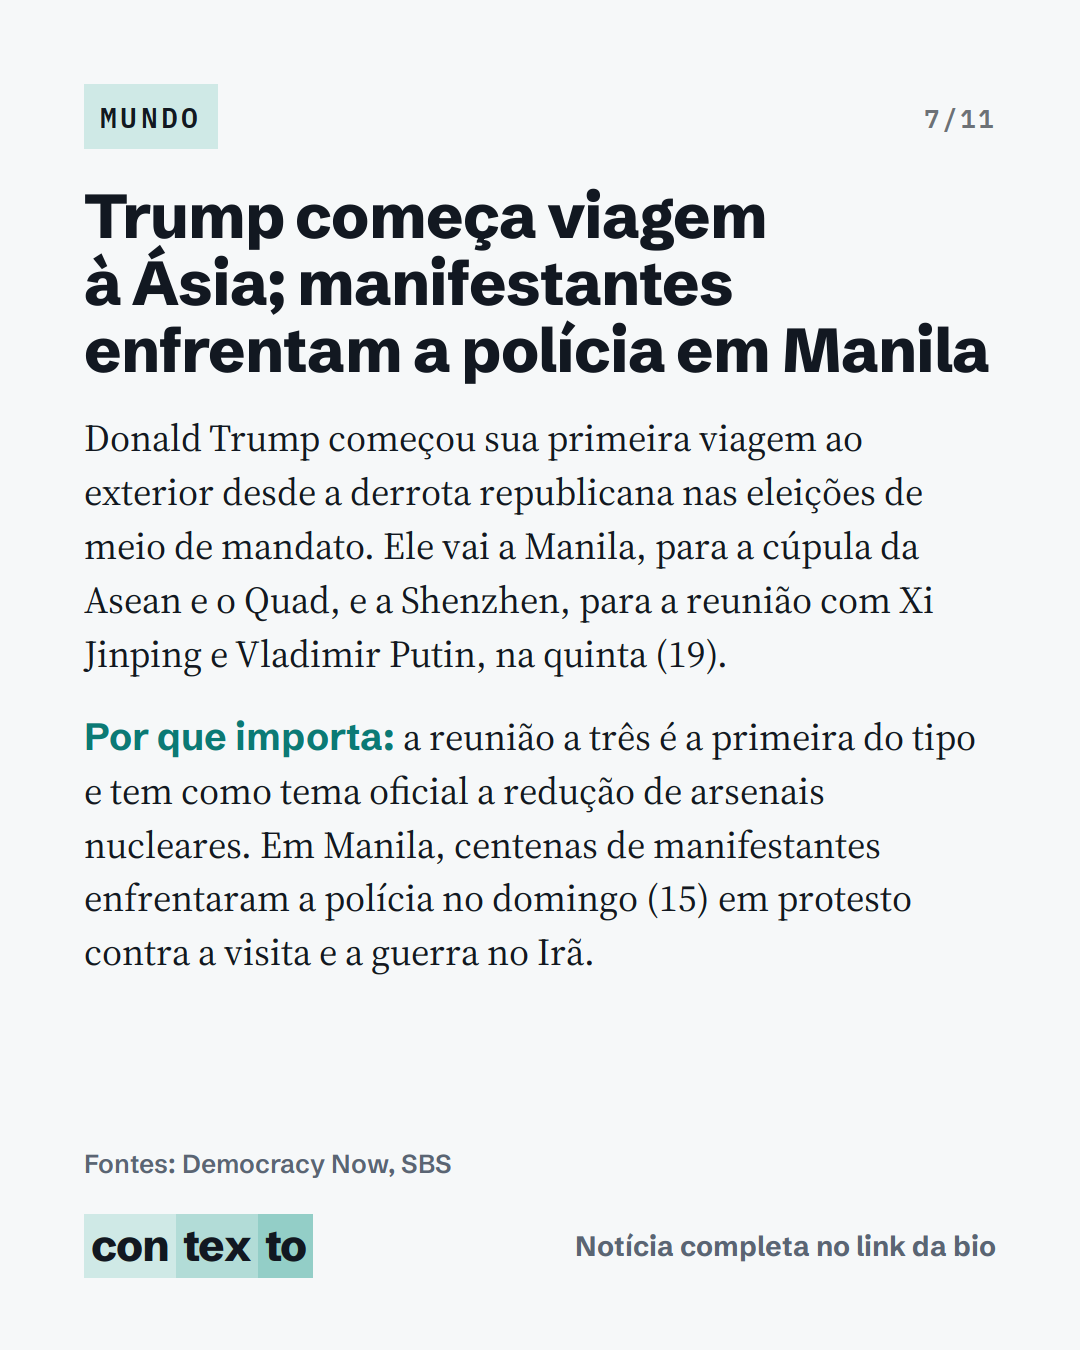 MUNDO
7/11
Trump começa viagem
à Ásia; manifestantes
enfrentam a polícia em Manila
Donald Trump começou sua primeira viagem ao
exterior desde a derrota republicana nas eleições de
meio de mandato. Ele vai a Manila, para a cúpula da
Asean e o Quad, e a Shenzhen, para a reunião com Xi
Jinping e Vladimir Putin, na quinta (19).
Por que importa: a reunião a três é a primeira do tipo
e tem como tema oficial a redução de arsenais
nucleares. Em Manila, centenas de manifestantes
enfrentaram a polícia no domingo (15) em protesto
contra a visita e a guerra no Irã.
Fontes: Democracy Now, SBS
contexto
Notícia completa no link da bio